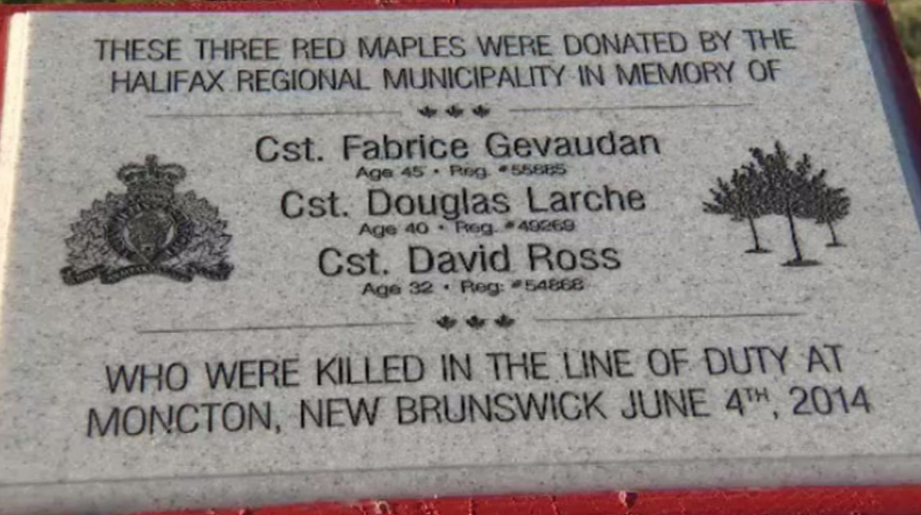 THESE THREE RED MAPLES WERE DONATED BY THE
HALIFAX REGIONAL MUNICIPALITY IN MEMORY OF
Cst. Fabrice Gevaudan
Age 45 • Reg. #
Cst. Douglas Larche
Age 40 • Reg. #49269
Cst. David Ross
Age 32 • Reg: #54868
WHO WERE KILLED IN THE LINE OF DUTY AT
MONCTON, NEW BRUNSWICK JUNE 4TH, 2014